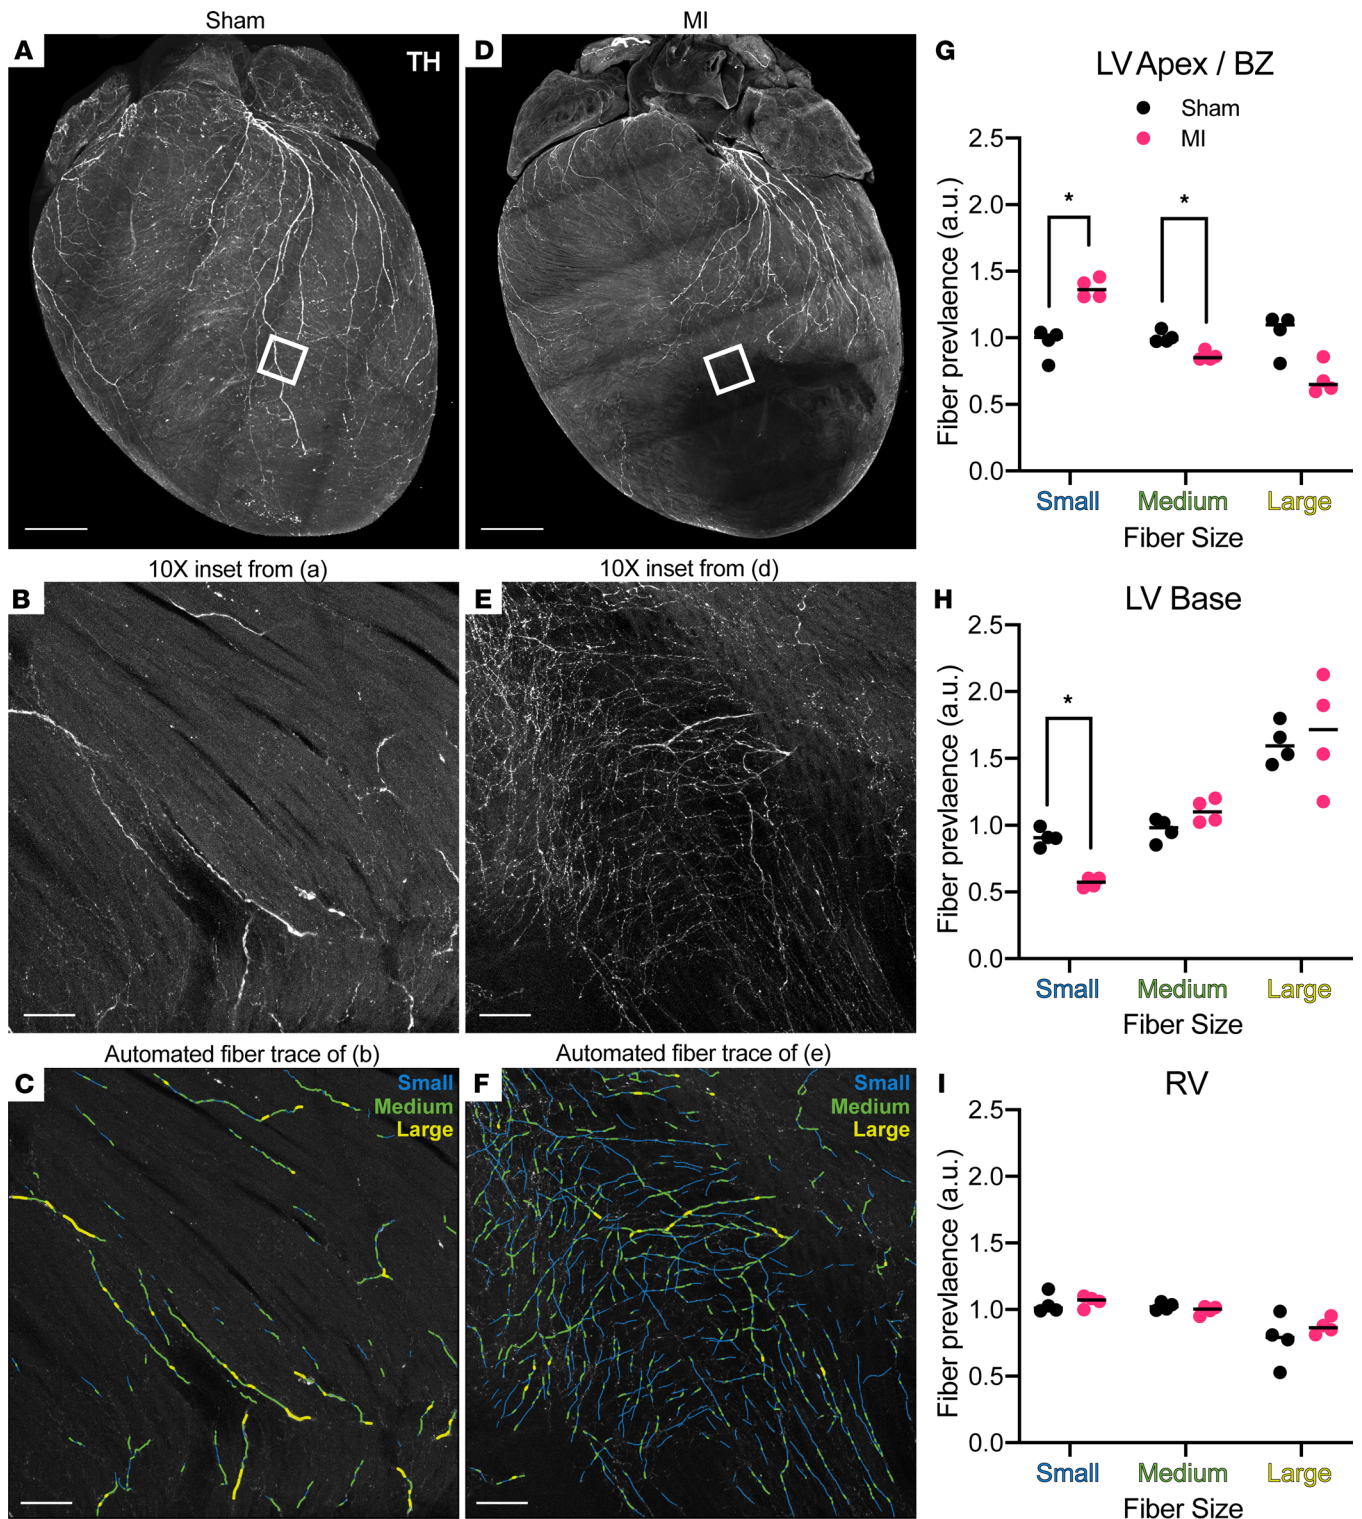 Sham
A
TH
10X inset from (a)
B
Automated fiber trace of (b)
C
Small
Medium
Large
MI
D
10X inset from (d)
E
Automated fiber trace of (e)
F
Small
Medium
Large
G
LV Apex / BZ
Sham
MI
Fiber prevlaence (a.u.)
2.5
2.0
1.5
1.0
0.5
0.0
*
*
Small Medium Large
Fiber Size
H
LV Base
Fiber prevlaence (a.u.)
2.5
2.0
1.5
1.0
0.5
0.0
*
Small Medium Large
Fiber Size
I
RV
Fiber prevlaence (a.u.)
2.5
2.0
1.5
1.0
0.5
0.0
Small Medium Large
Fiber Size